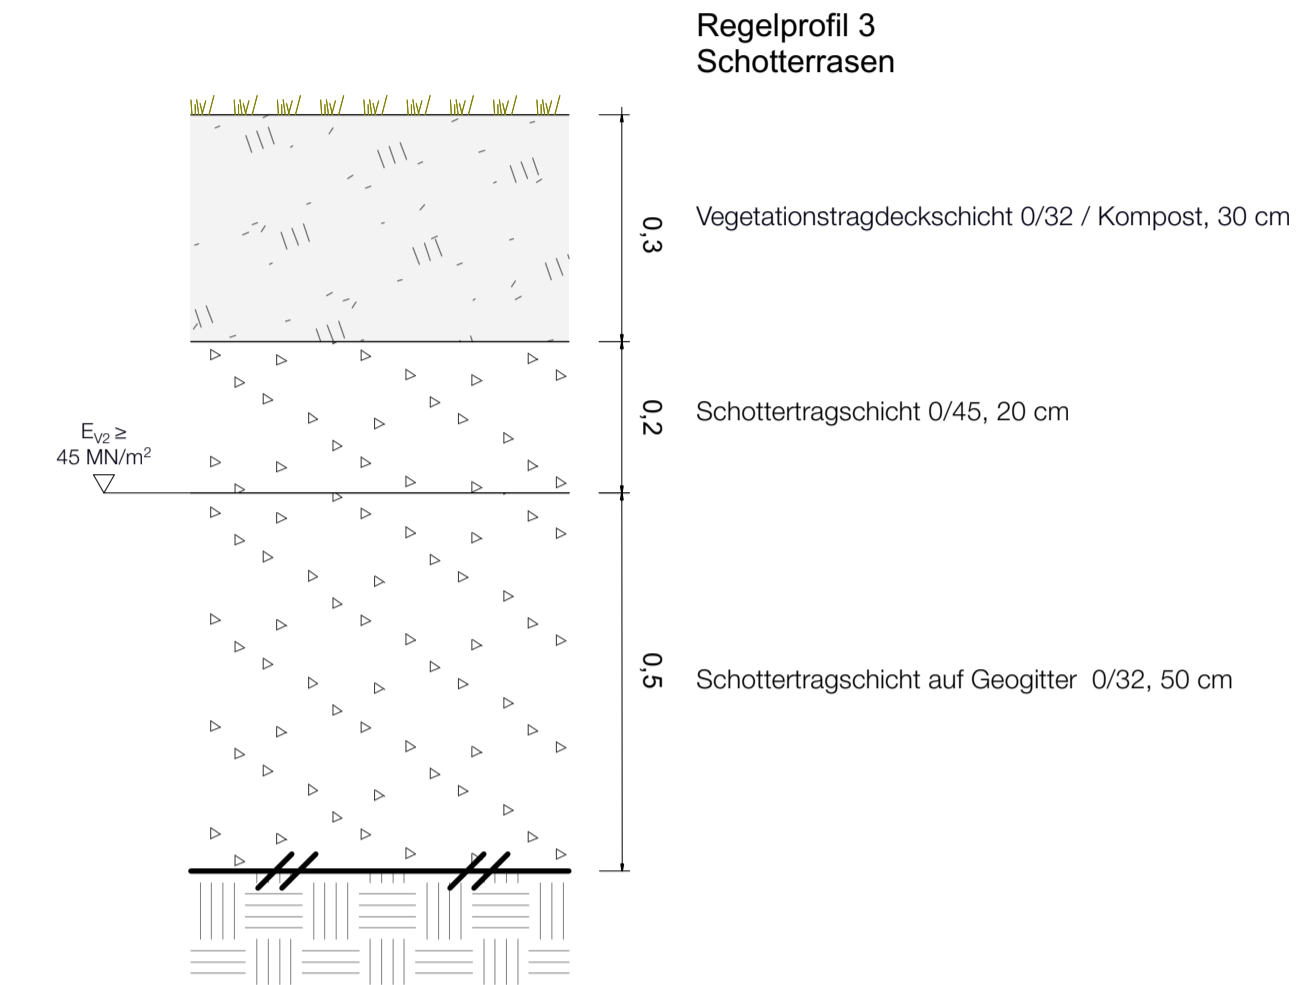 Regelprofil 3
Schotterrasen
0,3
Vegetationstragdeckschicht 0/32 / Kompost, 30 cm
0,2
Schottertragschicht 0/45, 20 cm
EV2 ≥
45 MN/m²
0,5
Schottertragschicht auf Geogitter 0/32, 50 cm